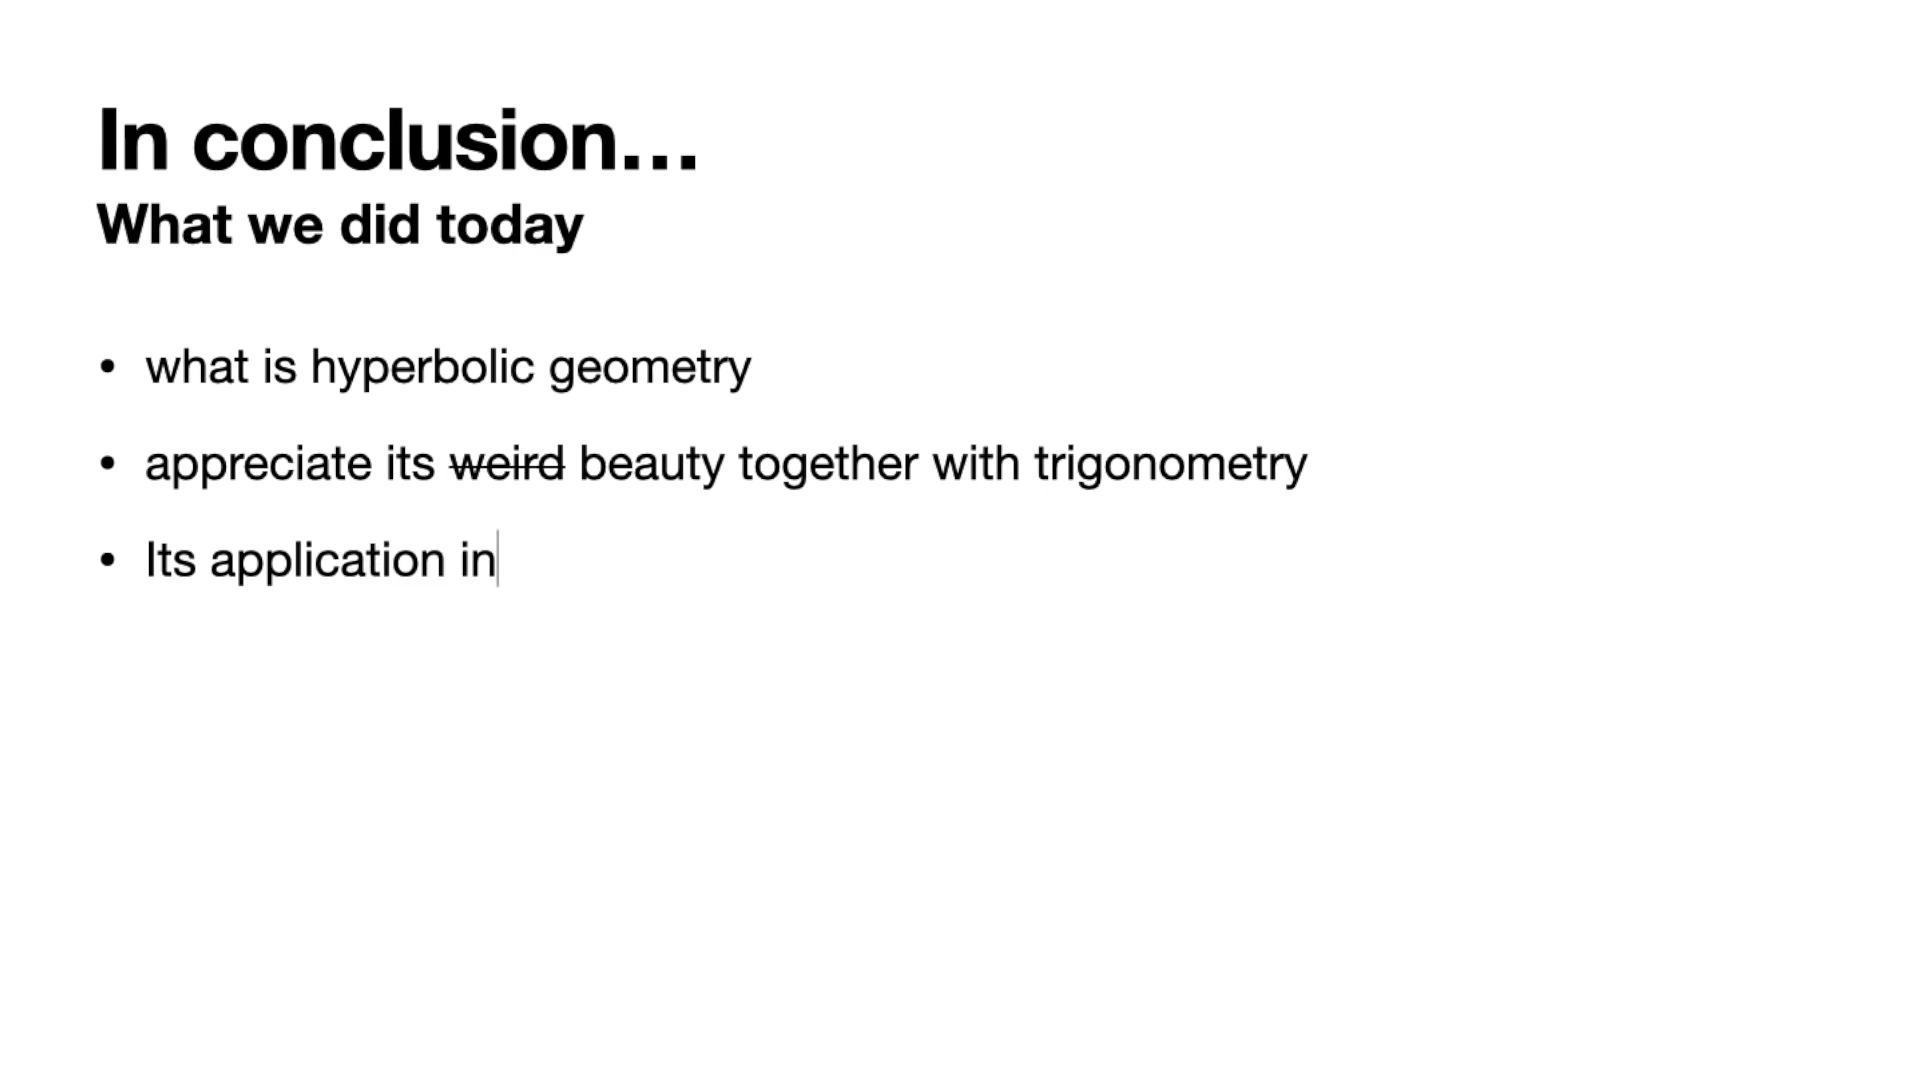 In conclusion…
What we did today
• what is hyperbolic geometry
• appreciate its weird beauty together with trigonometry
• Its application in